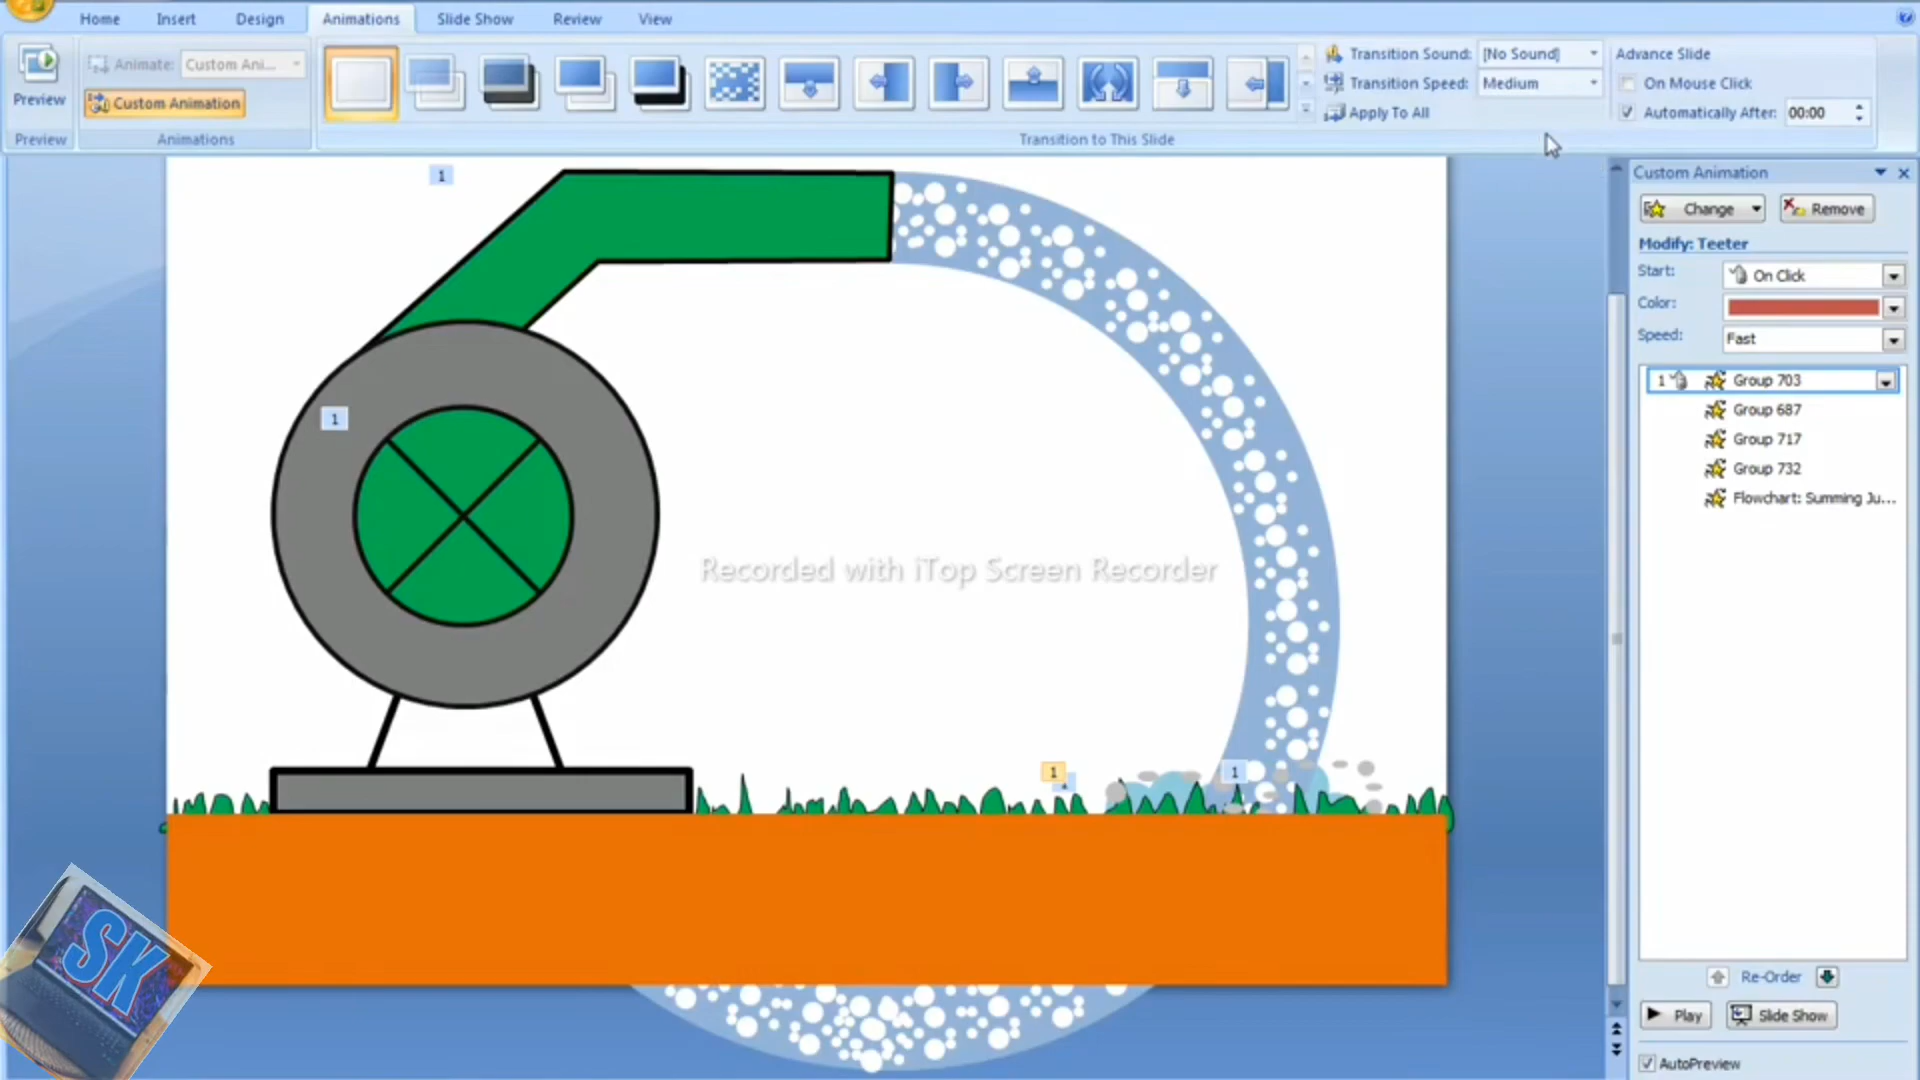 Home Insert Design Animations Slide Show Review View
Preview
Animate: Custom Ani...
Custom Animation
Transition Sound: [No Sound]
Transition Speed: Medium
Apply To All
Advance Slide
On Mouse Click
Automatically After: 00:00
Preview Animations Transition to This Slide
Custom Animation
Change Remove
Modify: Teeter
Start: On Click
Color:
Speed: Fast
1 Group 703
Group 687
Group 717
Group 732
Flowchart: Summing Ju...
Re-Order
Play Slide Show
AutoPreview
1
1
1
1
Recorded with iTop Screen Recorder
SK